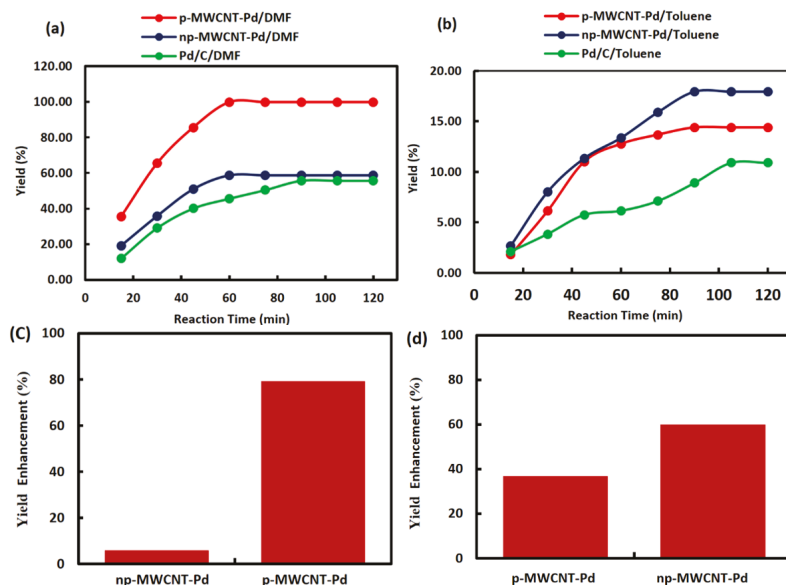 (a)
p-MWCNT-Pd/DMF
np-MWCNT-Pd/DMF
Pd/C/DMF
120.00
100.00
80.00
60.00
40.00
20.00
0.00
Yield (%)
0 20 40 60 80 100 120
Reaction Time (min)
(b)
p-MWCNT-Pd/Toluene
np-MWCNT-Pd/Toluene
Pd/C/Toluene
20.00
15.00
10.00
5.00
0.00
Yield (%)
0 20 40 60 80 100 120
Reaction Time (min)
(C)
100
80
60
40
20
0
Yield Enhancement (%)
np-MWCNT-Pd p-MWCNT-Pd
(d)
100
80
60
40
20
0
Yield Enhancement (%)
p-MWCNT-Pd np-MWCNT-Pd